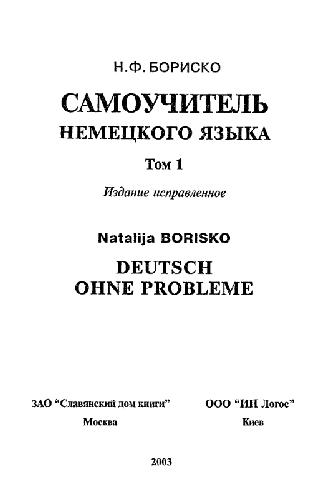 Н.Ф. БОРИСКО
САМОУЧИТЕЛЬ
НЕМЕЦКОГО ЯЗЫКА
Том 1
Издание исправленное
Natalija BORISKO
DEUTSCH
OHNE PROBLEME
ЗАО "Славянский дом книги" ООО "ИП Логос"
Москва Киев
2003